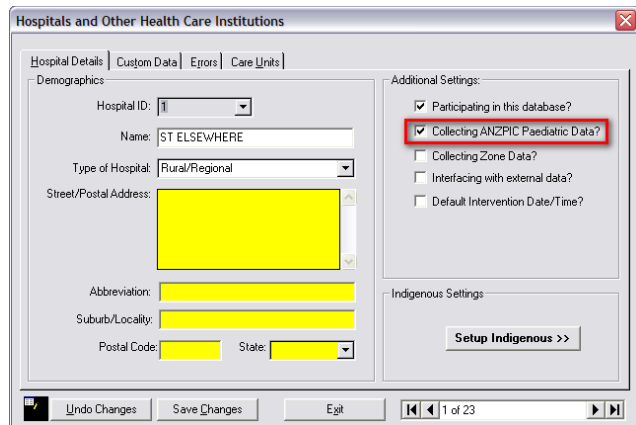 Hospitals and Other Health Care Institutions
Hospital Details
Custom Data
Errors
Care Units
Demographics
Hospital ID: 1
Name: ST ELSEWHERE
Type of Hospital: Rural/Regional
Street/Postal Address:
Abbreviation:
Suburb/Locality:
Postal Code:
State:
Additional Settings:
Participating in this database?
Collecting ANZPIC Paediatric Data?
Collecting Zone Data?
Interfacing with external data?
Default Intervention Date/Time?
Indigenous Settings
Setup Indigenous >>
Undo Changes
Save Changes
Exit
1 of 23